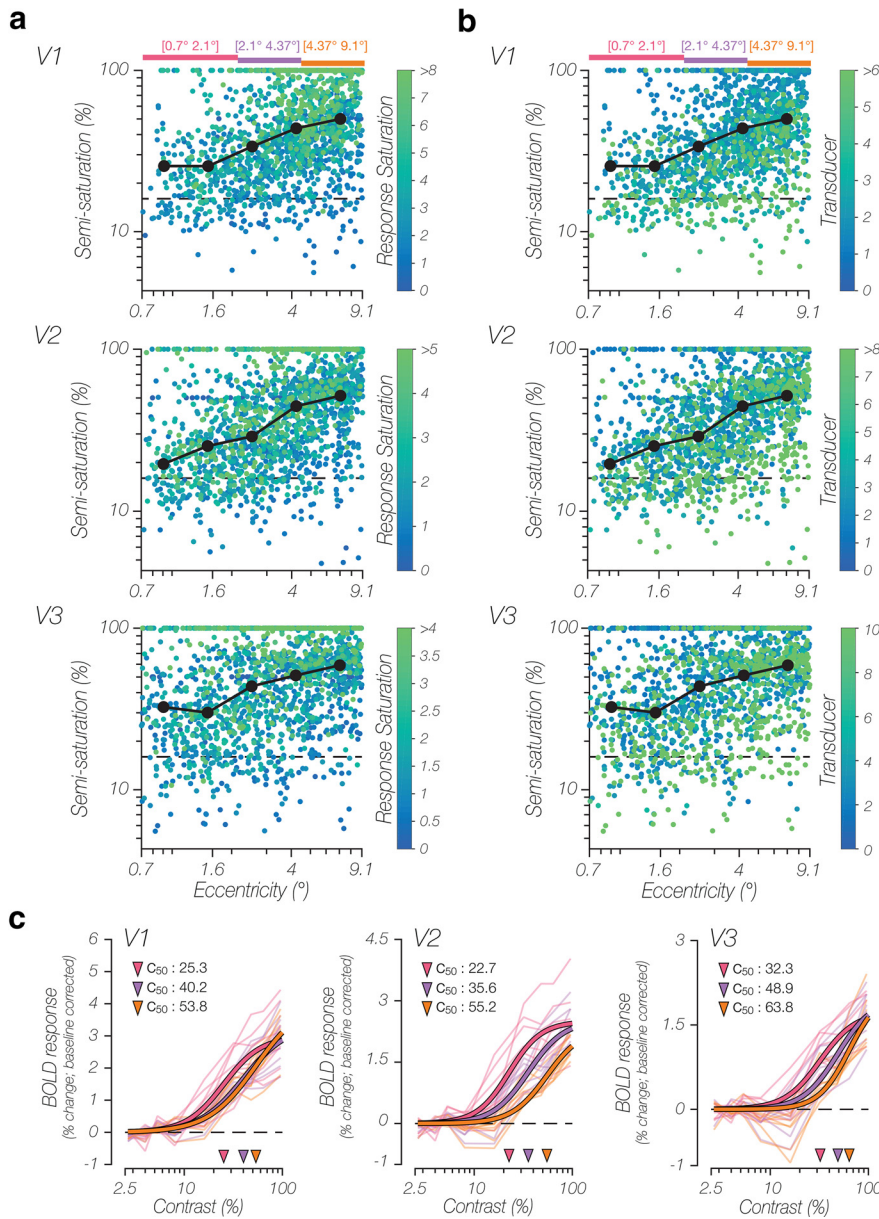 a
b
V1
[0.7° 2.1°] [2.1° 4.37°] [4.37° 9.1°]
Semi-saturation (%)
100
10
0.7 1.6 4 9.1
Response Saturation
>8
7
6
5
4
3
2
1
0
V1
[0.7° 2.1°] [2.1° 4.37°] [4.37° 9.1°]
Semi-saturation (%)
100
10
0.7 1.6 4 9.1
Transducer
>6
5
4
3
2
1
0
V2
Semi-saturation (%)
100
10
0.7 1.6 4 9.1
Response Saturation
>5
4
3
2
1
0
V2
Semi-saturation (%)
100
10
0.7 1.6 4 9.1
Transducer
>8
7
6
5
4
3
2
1
0
V3
Semi-saturation (%)
100
10
0.7 1.6 4 9.1
Eccentricity (°)
Response Saturation
>4
3.5
3
2.5
2
1.5
1
0.5
0
V3
Semi-saturation (%)
100
10
0.7 1.6 4 9.1
Eccentricity (°)
Transducer
10
8
6
4
2
0
c
V1
BOLD response
(% change; baseline corrected)
6
5
4
3
2
1
0
-1
C50 : 25.3
C50 : 40.2
C50 : 53.8
2.5 10 100
Contrast (%)
V2
BOLD response
(% change; baseline corrected)
4.5
3
1.5
0
-1
C50 : 22.7
C50 : 35.6
C50 : 55.2
2.5 10 100
Contrast (%)
V3
BOLD response
(% change; baseline corrected)
3
1.5
0
-1
C50 : 32.3
C50 : 48.9
C50 : 63.8
2.5 10 100
Contrast (%)